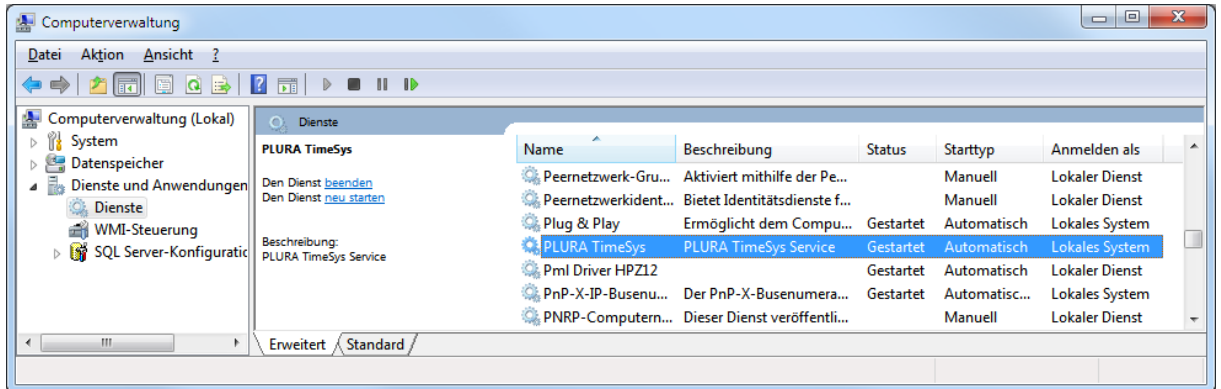 Computerverwaltung
Datei Aktion Ansicht ?
Computerverwaltung (Lokal)
System
Datenspeicher
Dienste und Anwendungen
Dienste
WMI-Steuerung
SQL Server-Konfiguratic
Dienste
PLURA TimeSys
Den Dienst beenden
Den Dienst neu starten
Beschreibung:
PLURA TimeSys Service
Name Beschreibung Status Starttyp Anmelden als
Peernetzwerk-Gru... Aktiviert mithilfe der Pe... Manuell Lokaler Dienst
Peernetzwerkident... Bietet Identitätsdienste f... Manuell Lokaler Dienst
Plug & Play Ermöglicht dem Compu... Gestartet Automatisch Lokales System
PLURA TimeSys PLURA TimeSys Service Gestartet Automatisch Lokales System
Pml Driver HPZ12 Gestartet Automatisch Lokaler Dienst
PnP-X-IP-Busenu... Der PnP-X-Busenumera... Gestartet Automatisc... Lokales System
PNRP-Computern... Dieser Dienst veröffentli... Manuell Lokaler Dienst
Erweitert Standard